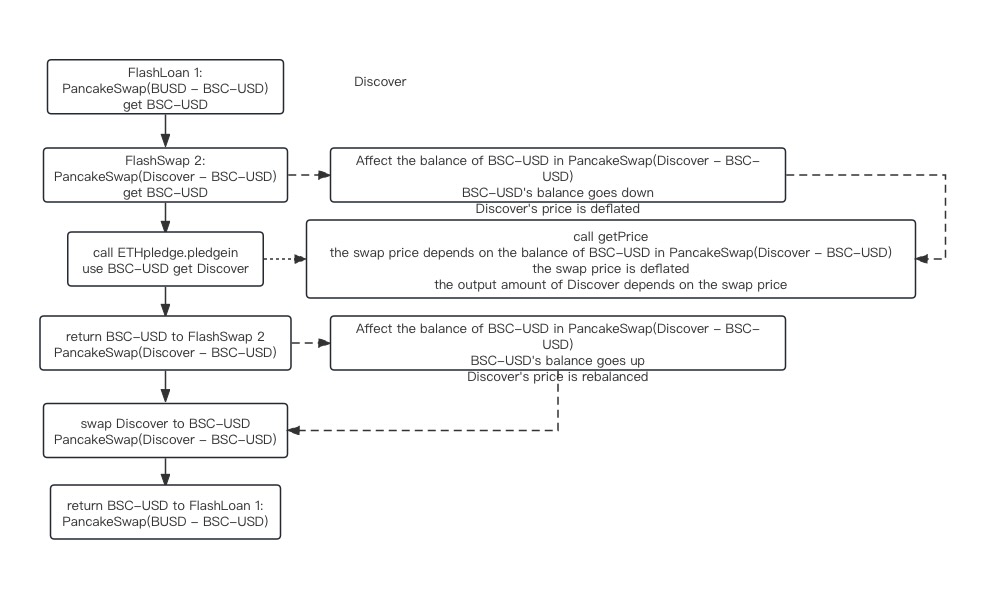 FlashLoan 1:
PancakeSwap(BUSD – BSC–USD)
get BSC–USD
Discover
FlashSwap 2:
PancakeSwap(Discover – BSC–USD)
get BSC–USD
Affect the balance of BSC–USD in PancakeSwap(Discover – BSC–
USD)
BSC–USD's balance goes down
Discover's price is deflated
call ETHpledge.pledgein
use BSC–USD get Discover
call getPrice
the swap price depends on the balance of BSC–USD in PancakeSwap(Discover – BSC–USD)
the swap price is deflated
the output amount of Discover depends on the swap price
return BSC–USD to FlashSwap 2
PancakeSwap(Discover – BSC–USD)
Affect the balance of BSC–USD in PancakeSwap(Discover – BSC–
USD)
BSC–USD's balance goes up
Discover's price is rebalanced
swap Discover to BSC–USD
PancakeSwap(Discover – BSC–USD)
return BSC–USD to FlashLoan 1:
PancakeSwap(BUSD – BSC–USD)